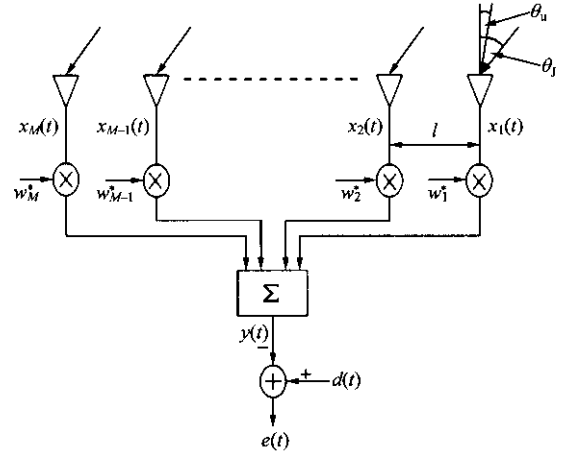 θu
θJ
xM(t) xM−1(t) x2(t) l x1(t)
w*M w*M−1 w*2 w*1
Σ
y(t)
−
+ + d(t)
e(t)